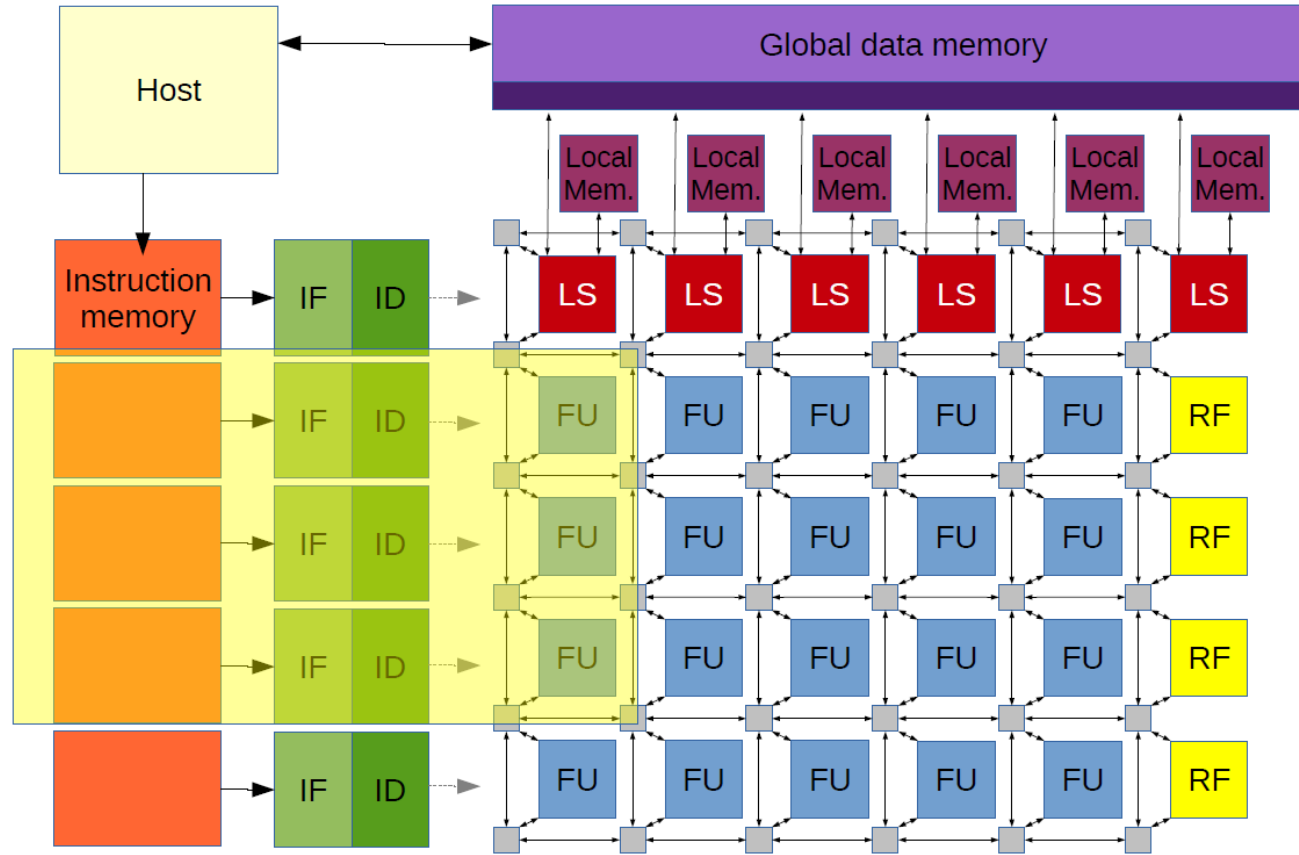 Host
Global data memory
Local
Mem.
Local
Mem.
Local
Mem.
Local
Mem.
Local
Mem.
Local
Mem.
Instruction
memory
IF ID
LS LS LS LS LS LS
IF ID
FU FU FU FU FU RF
IF ID
FU FU FU FU FU RF
IF ID
FU FU FU FU FU RF
IF ID
FU FU FU FU FU RF